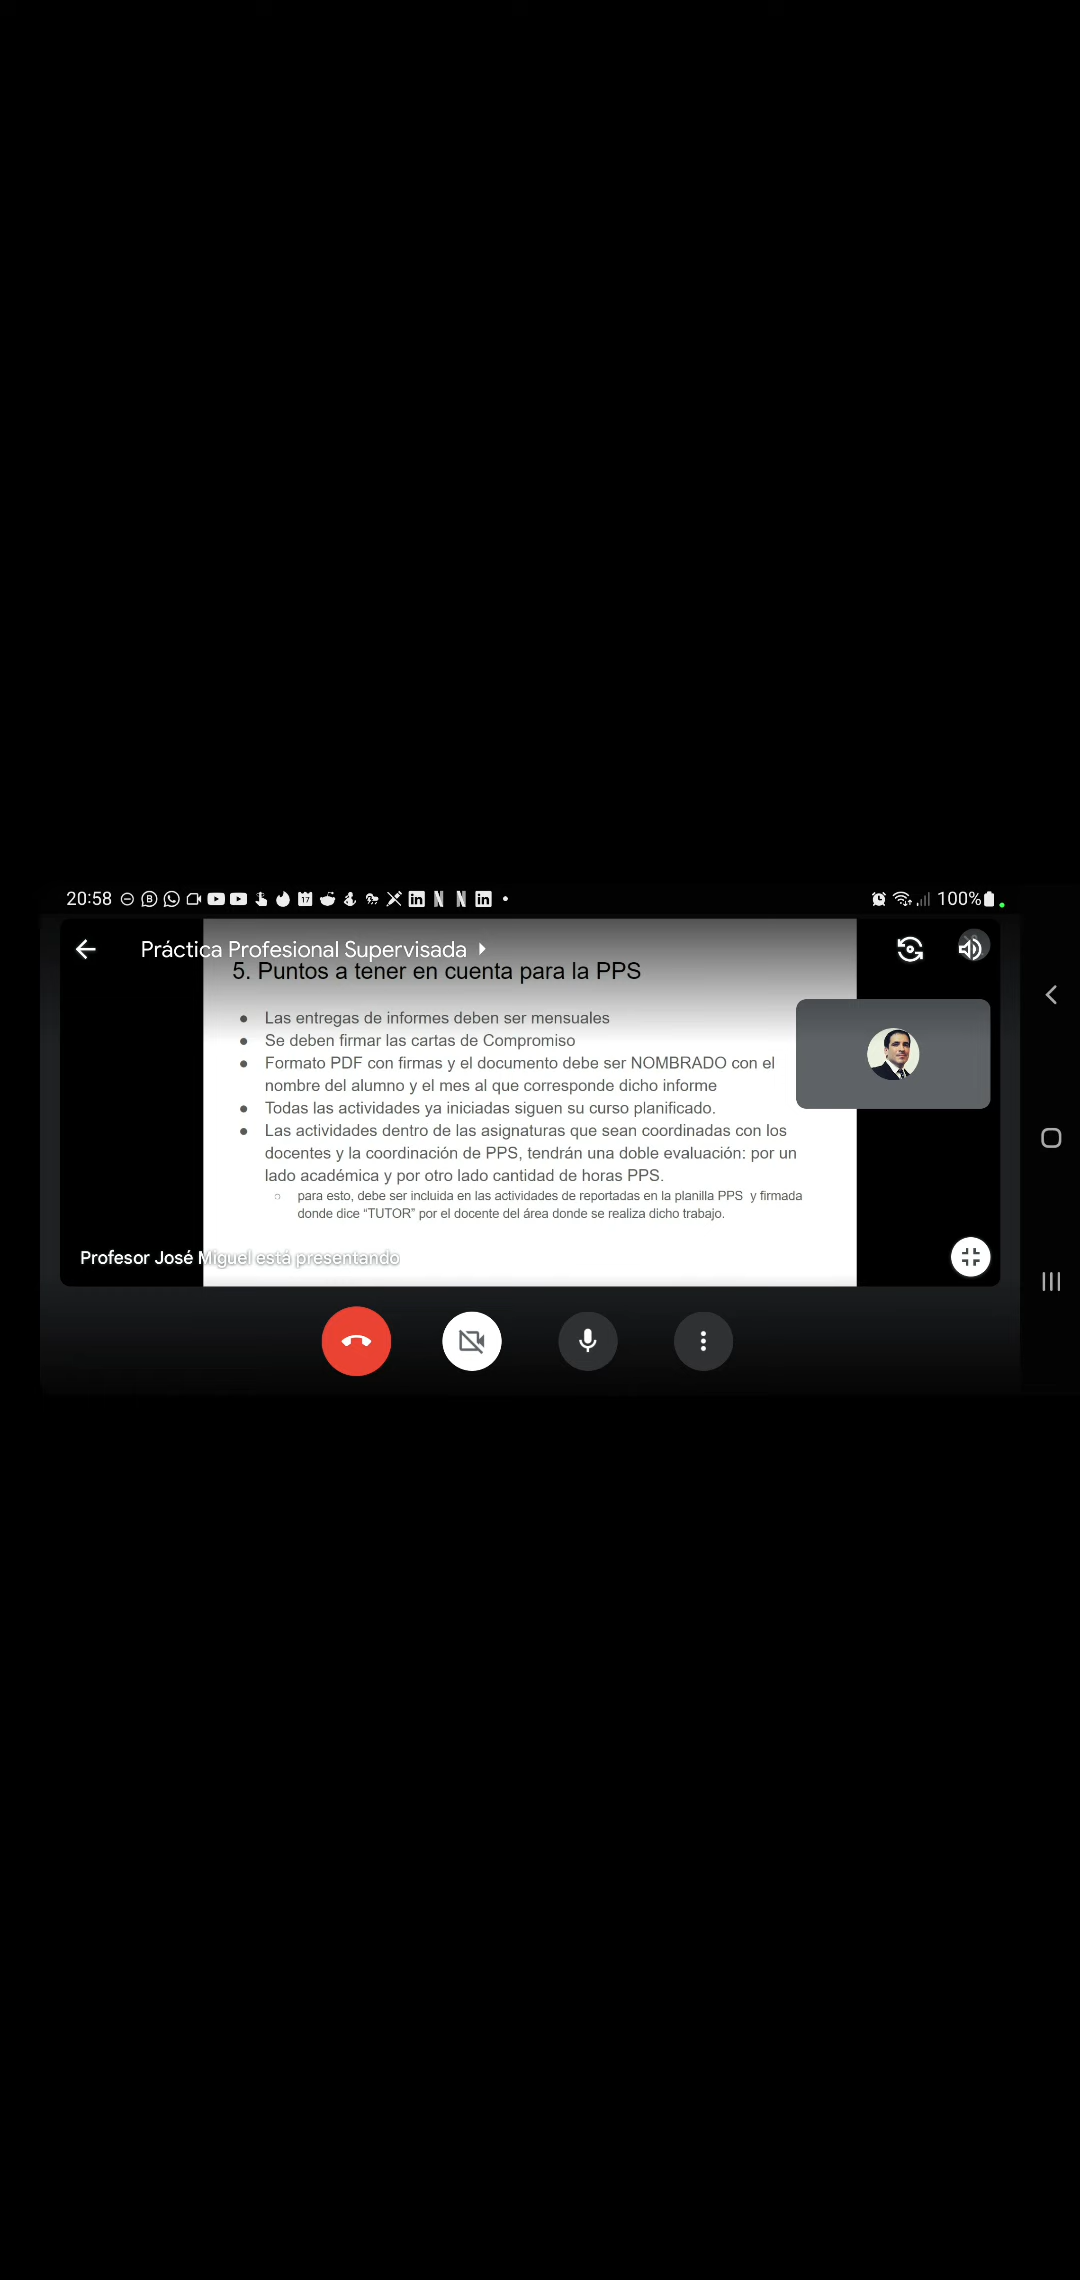 20:58
100%
Práctica Profesional Supervisada
5. Puntos a tener en cuenta para la PPS
● Las entregas de informes deben ser mensuales
● Se deben firmar las cartas de Compromiso
● Formato PDF con firmas y el documento debe ser NOMBRADO con el
nombre del alumno y el mes al que corresponde dicho informe
● Todas las actividades ya iniciadas siguen su curso planificado.
● Las actividades dentro de las asignaturas que sean coordinadas con los
docentes y la coordinación de PPS, tendrán una doble evaluación: por un
lado académica y por otro lado cantidad de horas PPS.
○ para esto, debe ser incluida en las actividades de reportadas en la planilla PPS y firmada
donde dice “TUTOR” por el docente del área donde se realiza dicho trabajo.
Profesor José Miguel está presentando